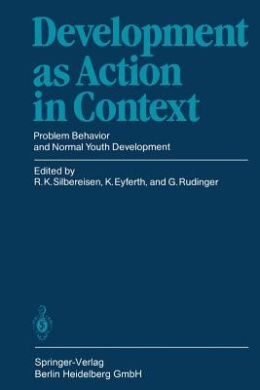 Development
as Action
in Context
Problem Behavior
and Normal Youth Development
Edited by
R.K.Silbereisen, K.Eyferth, and G.Rudinger
Springer-Verlag
Berlin Heidelberg GmbH